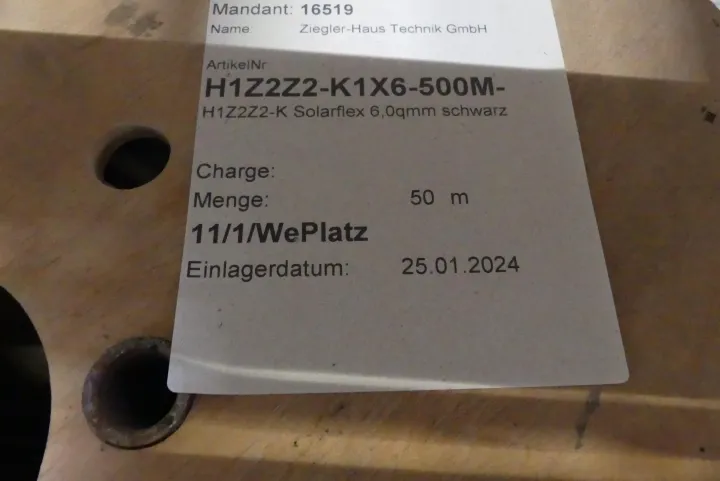 Mandant: 16519
Name: Ziegler-Haus Technik GmbH
ArtikelNr
H1Z2Z2-K1X6-500M-
H1Z2Z2-K Solarflex 6,0qmm schwarz
Charge:
Menge: 50 m
11/1/WePlatz
Einlagerdatum: 25.01.2024